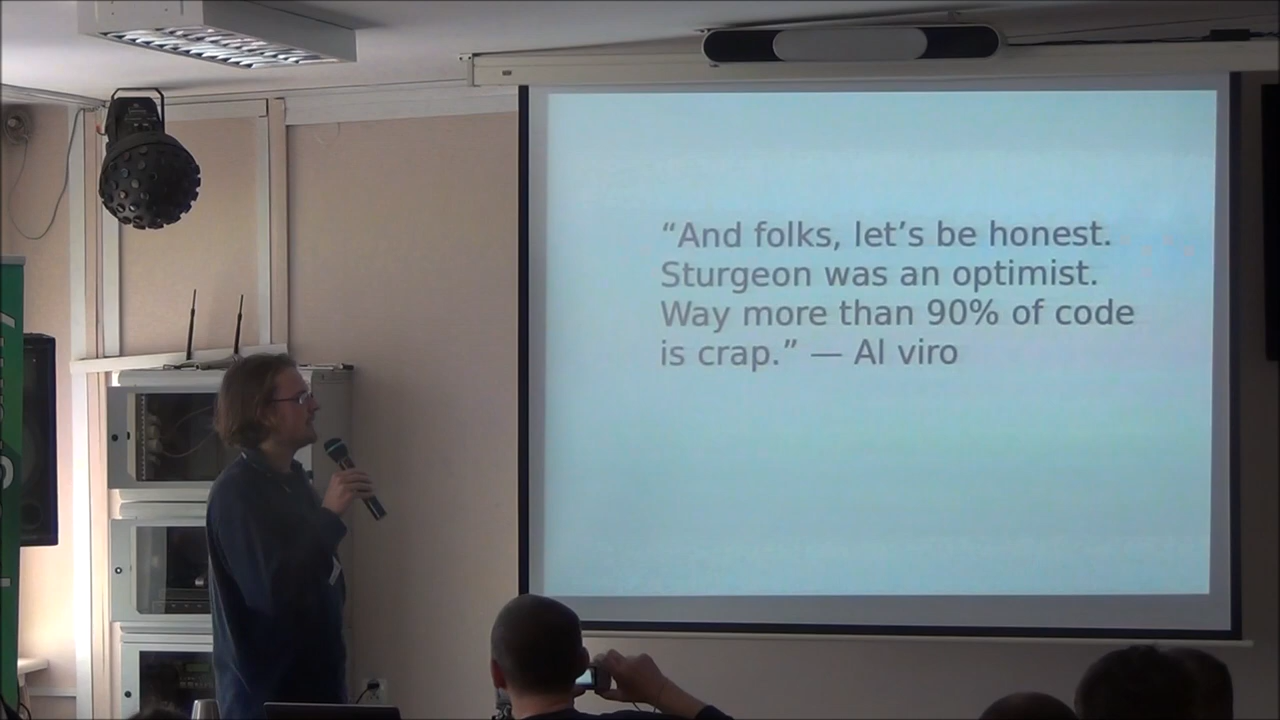 “And folks, let’s be honest.
Sturgeon was an optimist.
Way more than 90% of code
is crap.” — Al viro